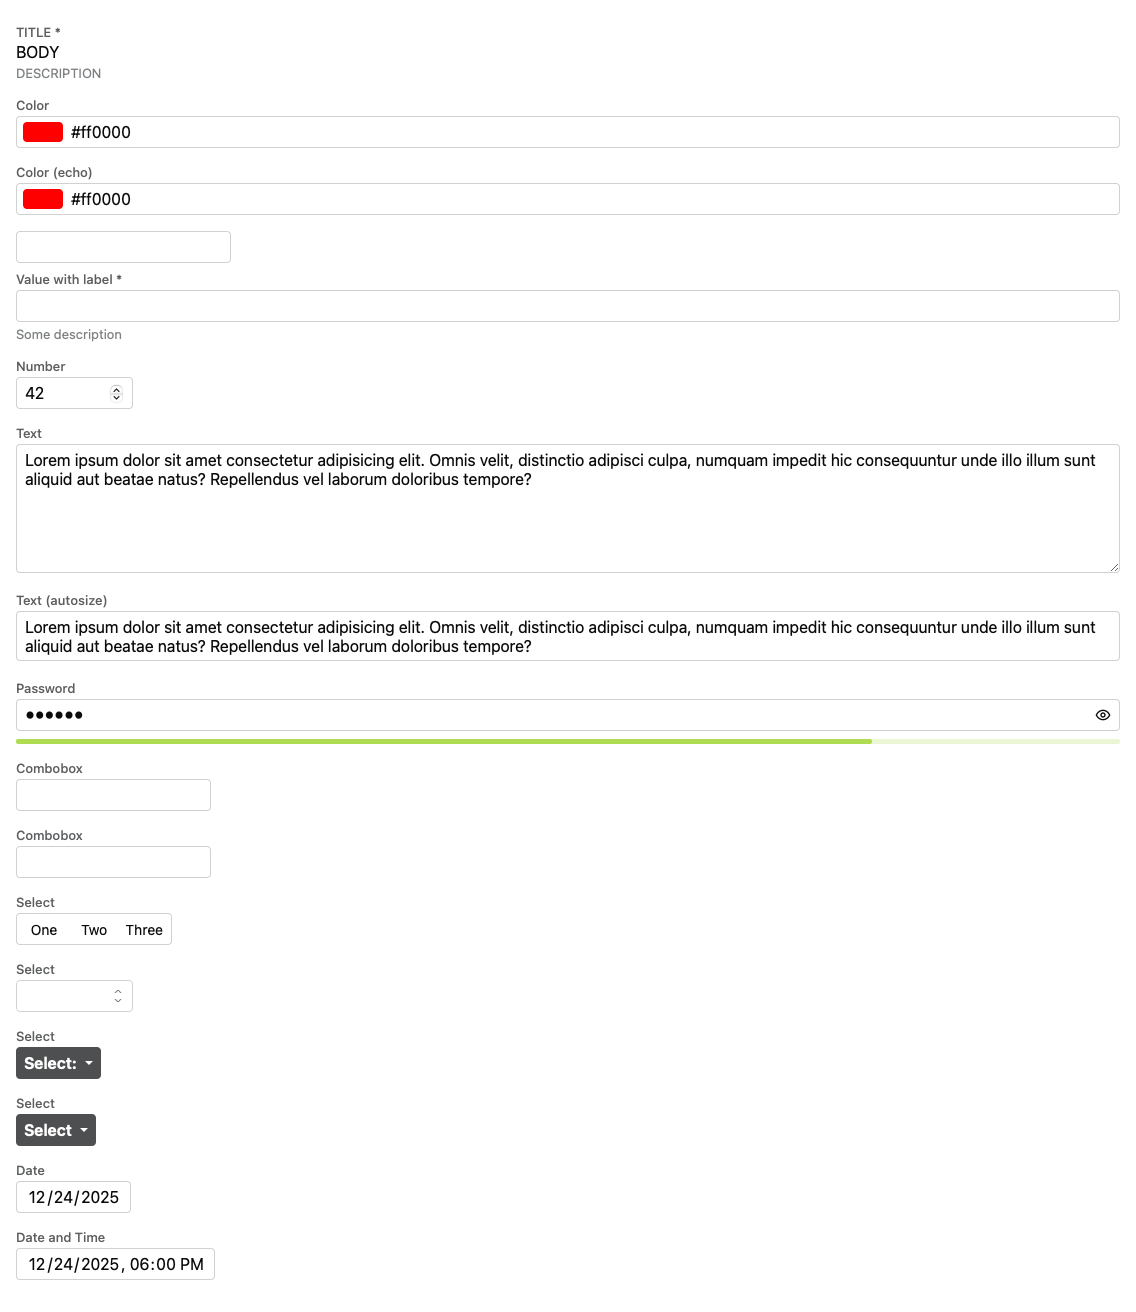 TITLE *
BODY
DESCRIPTION
Color
#ff0000
Color (echo)
#ff0000
Value with label *
Some description
Number
42
Text
Lorem ipsum dolor sit amet consectetur adipisicing elit. Omnis velit, distinctio adipisci culpa, numquam impedit hic consequuntur unde illo illum sunt
aliquid aut beatae natus? Repellendus vel laborum doloribus tempore?
Text (autosize)
Lorem ipsum dolor sit amet consectetur adipisicing elit. Omnis velit, distinctio adipisci culpa, numquam impedit hic consequuntur unde illo illum sunt
aliquid aut beatae natus? Repellendus vel laborum doloribus tempore?
Password
••••••
Combobox
Combobox
Select
One Two Three
Select
Select
Select:
Select
Select
Date
12/24/2025
Date and Time
12/24/2025, 06:00 PM